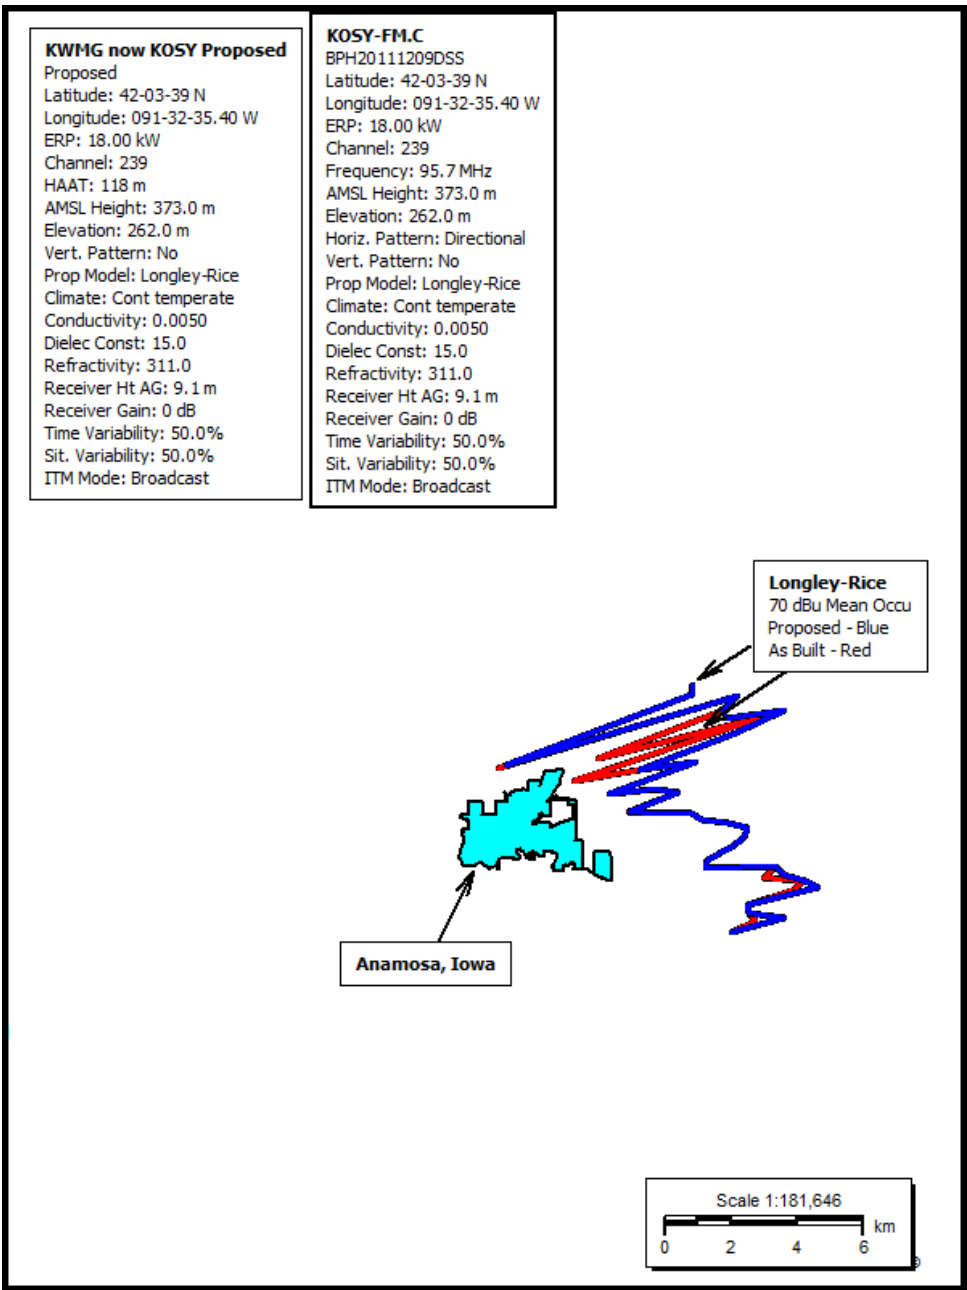 KWMG now KOSY Proposed
Proposed
Latitude: 42-03-39 N
Longitude: 091-32-35.40 W
ERP: 18.00 kW
Channel: 239
HAAT: 118 m
AMSL Height: 373.0 m
Elevation: 262.0 m
Vert. Pattern: No
Prop Model: Longley-Rice
Climate: Cont temperate
Conductivity: 0.0050
Dielec Const: 15.0
Refractivity: 311.0
Receiver Ht AG: 9.1 m
Receiver Gain: 0 dB
Time Variability: 50.0%
Sit. Variability: 50.0%
ITM Mode: Broadcast
KOSY-FM.C
BPH20111209DSS
Latitude: 42-03-39 N
Longitude: 091-32-35.40 W
ERP: 18.00 kW
Channel: 239
Frequency: 95.7 MHz
AMSL Height: 373.0 m
Elevation: 262.0 m
Horiz. Pattern: Directional
Vert. Pattern: No
Prop Model: Longley-Rice
Climate: Cont temperate
Conductivity: 0.0050
Dielec Const: 15.0
Refractivity: 311.0
Receiver Ht AG: 9.1 m
Receiver Gain: 0 dB
Time Variability: 50.0%
Sit. Variability: 50.0%
ITM Mode: Broadcast
Longley-Rice
70 dBu Mean Occu
Proposed - Blue
As Built - Red
Anamosa, Iowa
Scale 1:181,646
km
0 2 4 6